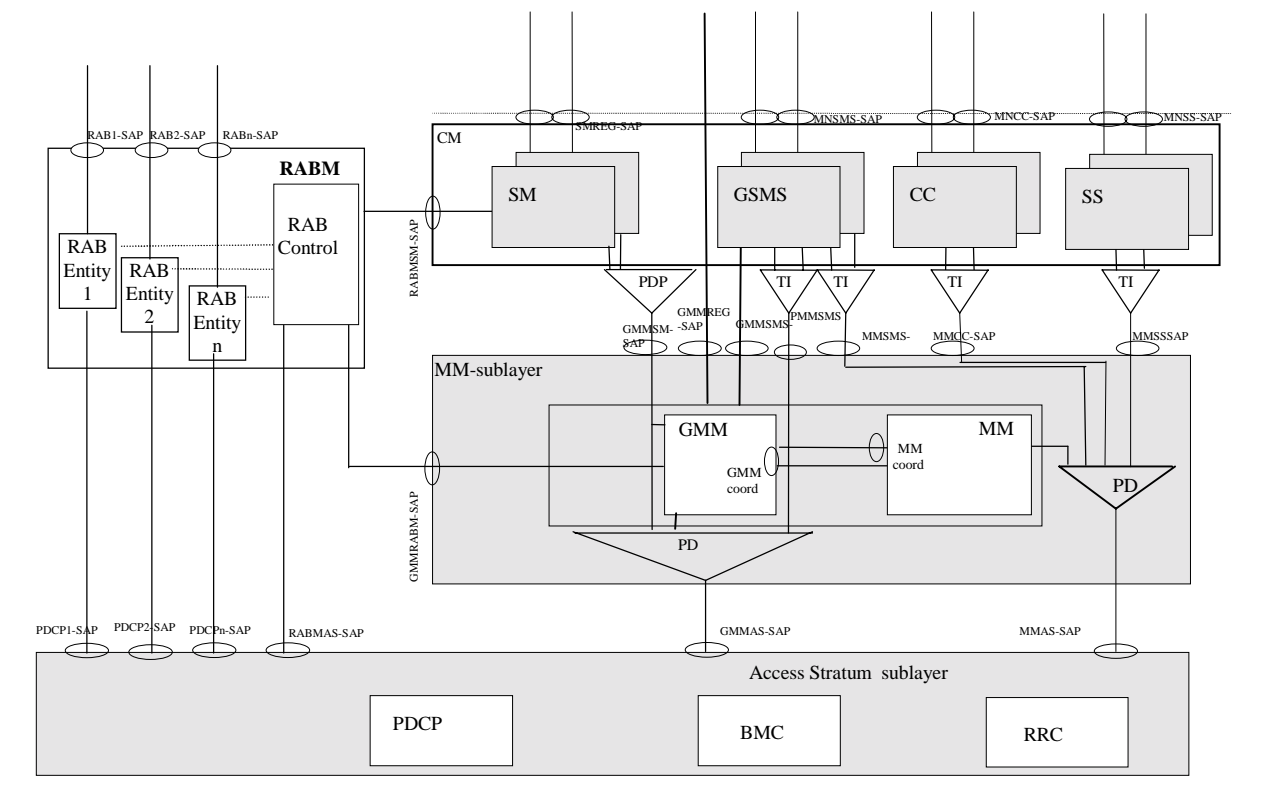 SMREG-SAP
MNSMS-SAP
MNCC-SAP
MNSS-SAP
RAB1-SAP
RAB2-SAP
RABn-SAP
CM
RABM
SM
GSMS
CC
SS
RAB
Control
RAB
Entity
1
RAB
Entity
2
RAB
Entity
n
RABMSM-SAP
PDP
TI
TI
TI
TI
GMMSM-
SAP
GMMREG
-SAP
GMMSMS-
PMMSMS
MMSMS-
MMCC-SAP
MMSSSAP
MM-sublayer
GMM
MM
GMM
coord
MM
coord
PD
PD
GMMRABM-SAP
PDCP1-SAP
PDCP2-SAP
PDCPn-SAP
RABMAS-SAP
GMMAS-SAP
MMAS-SAP
Access Stratum sublayer
PDCP
BMC
RRC